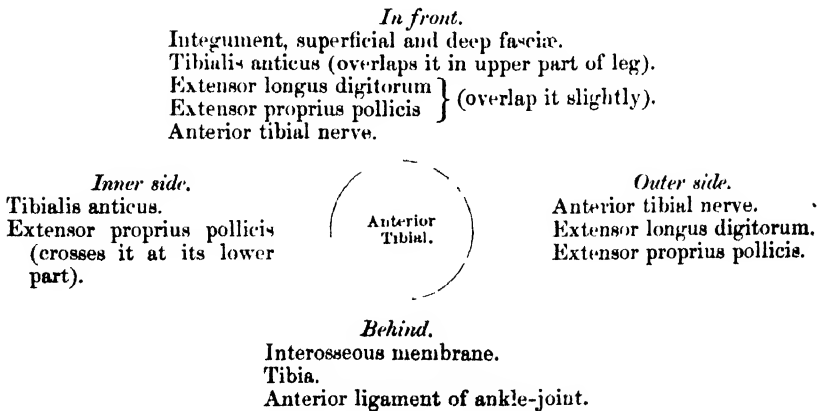 In front.
Integument, superficial and deep fasciæ.
Tibialis anticus (overlaps it in upper part of leg).
Extensor longus digitorum } (overlap it slightly).
Extensor proprius pollicis
Anterior tibial nerve.
Inner side.
Tibialis anticus.
Extensor proprius pollicis
(crosses it at its lower
part).
Anterior
Tibial.
Outer side.
Anterior tibial nerve.
Extensor longus digitorum.
Extensor proprius pollicis.
Behind.
Interosseous membrane.
Tibia.
Anterior ligament of ankle-joint.